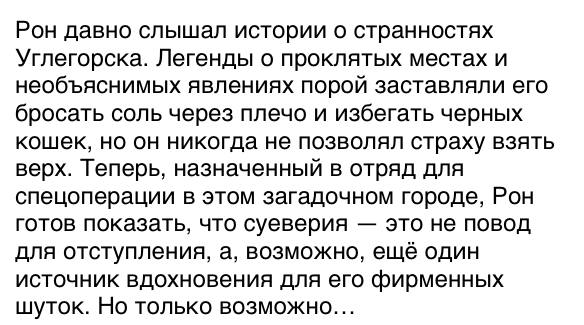 Рон давно слышал истории о странностях
Углегорска. Легенды о проклятых местах и
необъяснимых явлениях порой заставляли его
бросать соль через плечо и избегать черных
кошек, но он никогда не позволял страху взять
верх. Теперь, назначенный в отряд для
спецоперации в этом загадочном городе, Рон
готов показать, что суеверия — это не повод
для отступления, а, возможно, ещё один
источник вдохновения для его фирменных
шуток. Но только возможно…